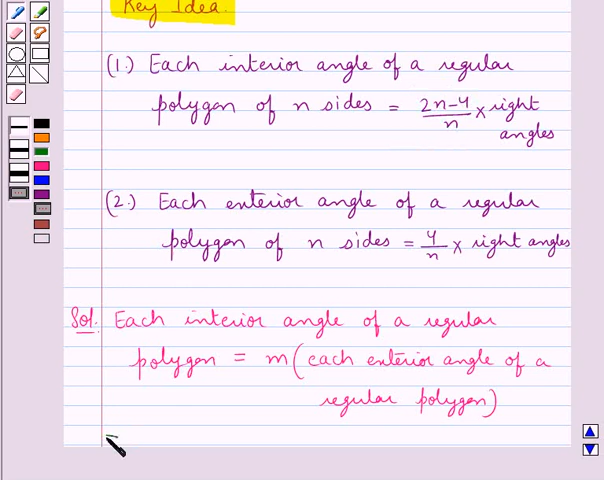 Key Idea.
(1.) Each interior angle of a regular
polygon of n sides = 2n-4/n × right
angles
(2.) Each exterior angle of a regular
polygon of n sides = 4/n × right angles
Sol. Each interior angle of a regular
polygon = m (each exterior angle of a
regular polygon)